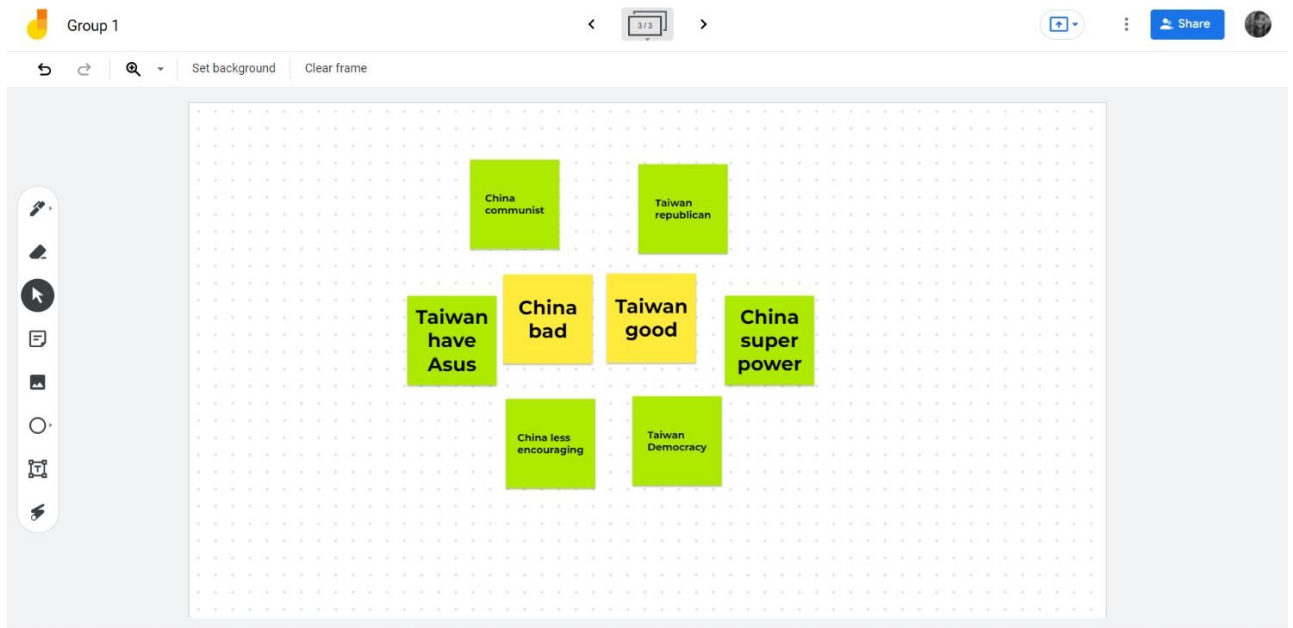 Group 1
3 / 3
Share
Set background
Clear frame
China
communist
Taiwan
republican
Taiwan
have
Asus
China
bad
Taiwan
good
China
super
power
China less
encouraging
Taiwan
Democracy